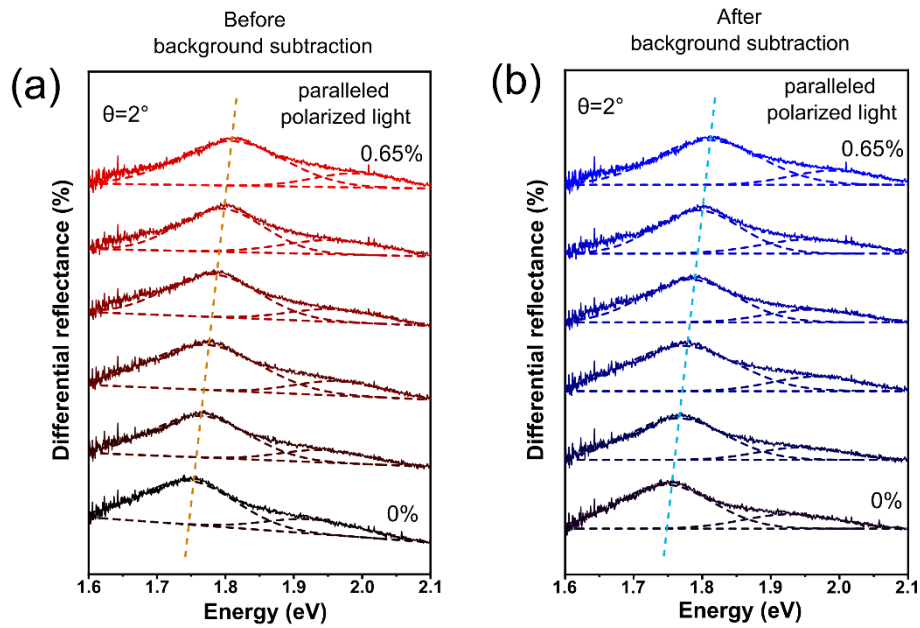 Before
background subtraction
(a)
θ=2°
paralleled
polarized light
0.65%
0%
Differential reflectance (%)
1.6 1.7 1.8 1.9 2.0 2.1
Energy (eV)
After
background subtraction
(b)
θ=2°
paralleled
polarized light
0.65%
0%
Differential reflectance (%)
1.6 1.7 1.8 1.9 2.0 2.1
Energy (eV)